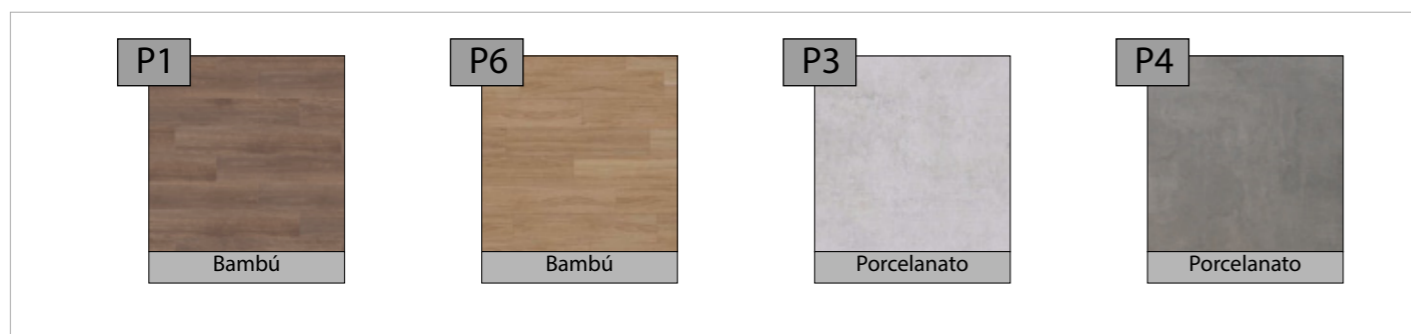 P1
P6
P3
P4
Bambú
Bambú
Porcelanato
Porcelanato